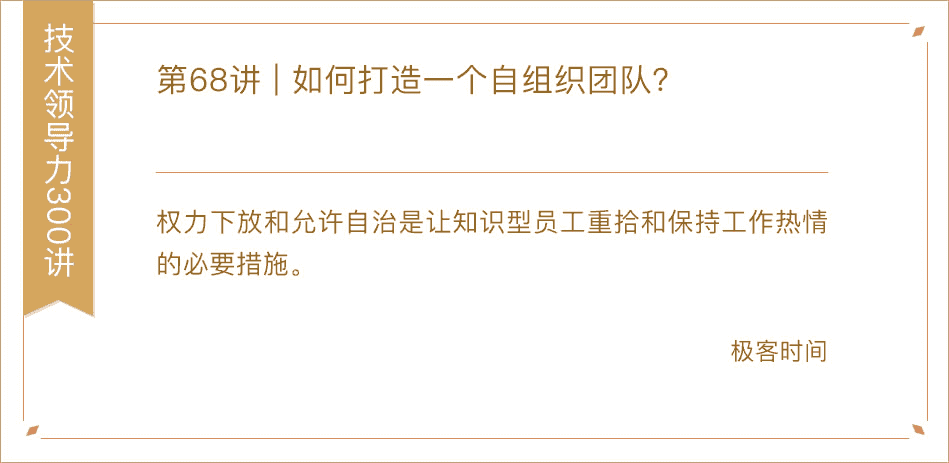 技术领导力300讲
第68讲 | 如何打造一个自组织团队?
权力下放和允许自治是让知识型员工重拾和保持工作热情
的必要措施。
极客时间